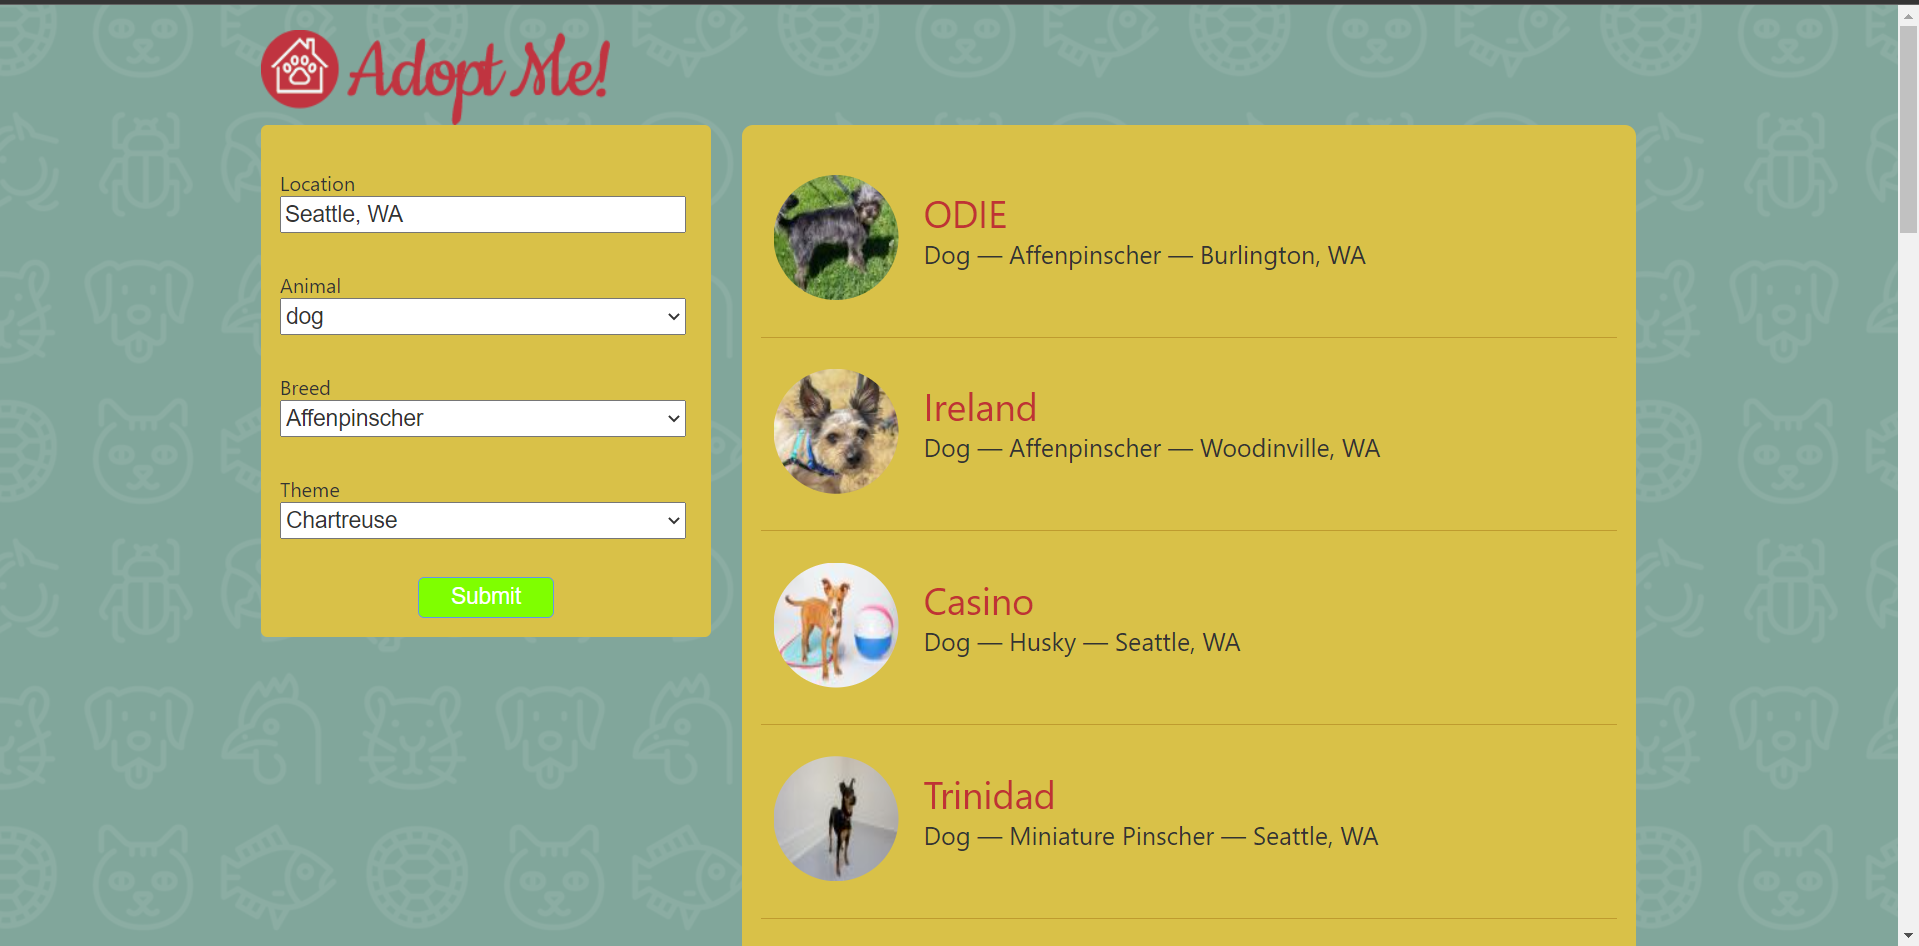 Adopt Me!
Location
Seattle, WA
Animal
dog
Breed
Affenpinscher
Theme
Chartreuse
Submit
ODIE
Dog — Affenpinscher — Burlington, WA
Ireland
Dog — Affenpinscher — Woodinville, WA
Casino
Dog — Husky — Seattle, WA
Trinidad
Dog — Miniature Pinscher — Seattle, WA